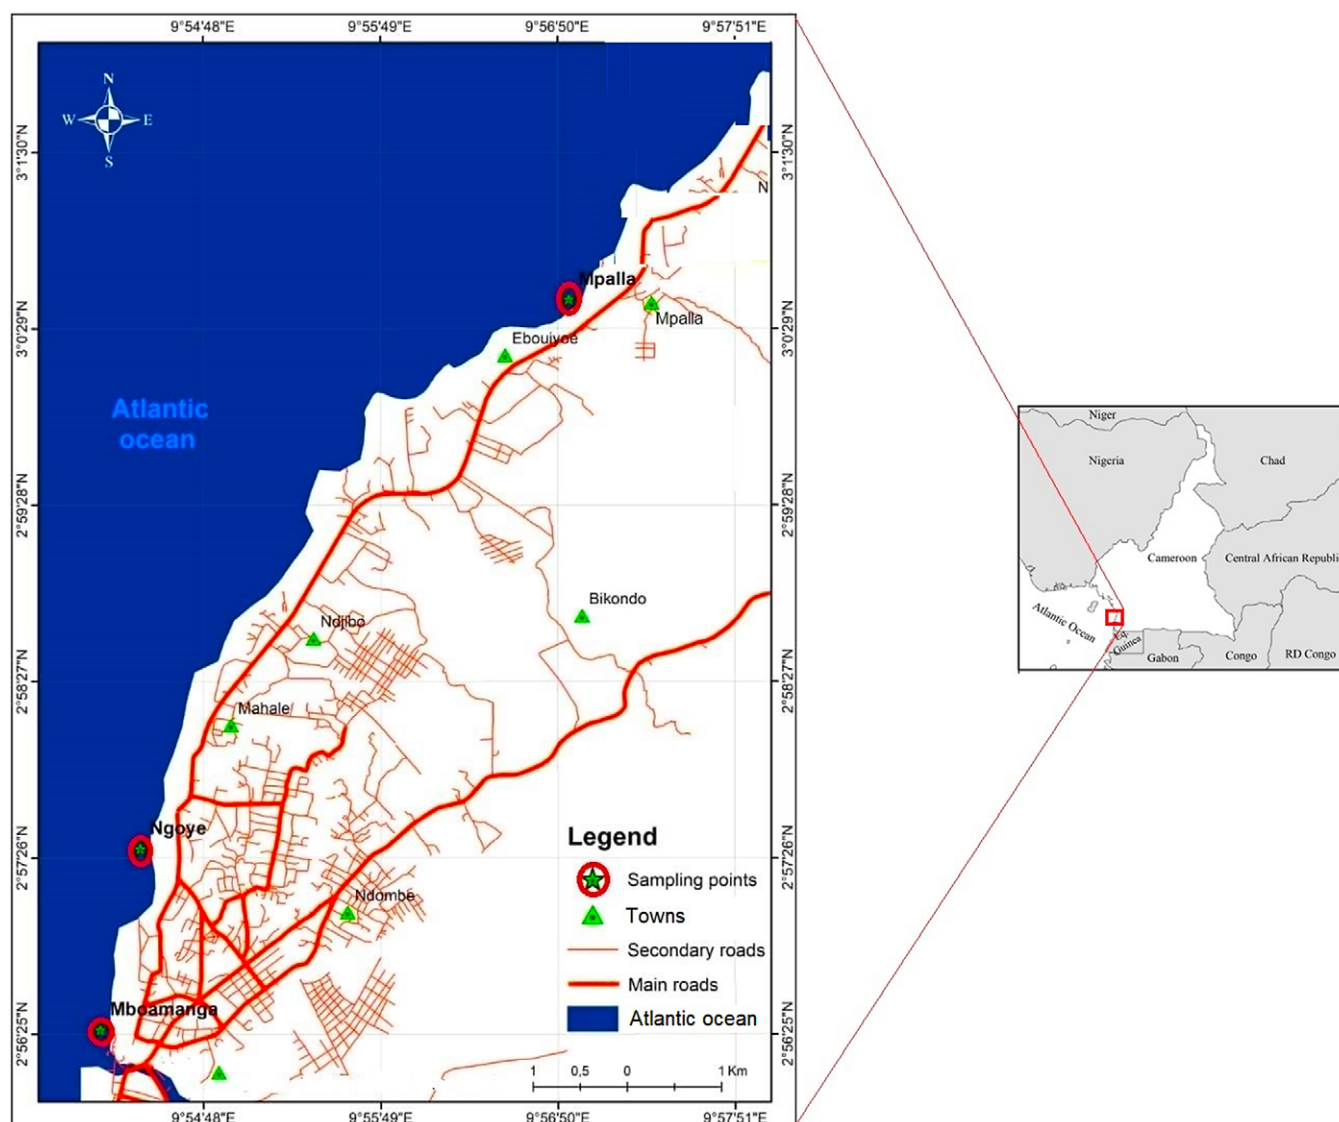 9°54'48"E
9°55'49"E
9°56'50"E
9°57'51"E
N
W
E
S
3°1'30"N
3°1'30"N
N
Mpalla
Mpalla
3°0'29"N
3°0'29"N
Atlantic
ocean
2°59'28"N
2°59'28"N
Bikondo
Ndjibo
2°58'27"N
2°58'27"N
Mahale
Ngoye
2°57'26"N
2°57'26"N
Ndombe
Mboamanga
2°56'25"N
2°56'25"N
Legend
Sampling points
Towns
Secondary roads
Main roads
Atlantic ocean
1
0,5
0
1 Km
9°54'48"E
9°55'49"E
9°56'50"E
9°57'51"E
Niger
Nigeria
Chad
Cameroon
Central African Republi
Atlantic Ocean
Eq.
Guinea
Gabon
Congo
RD Congo